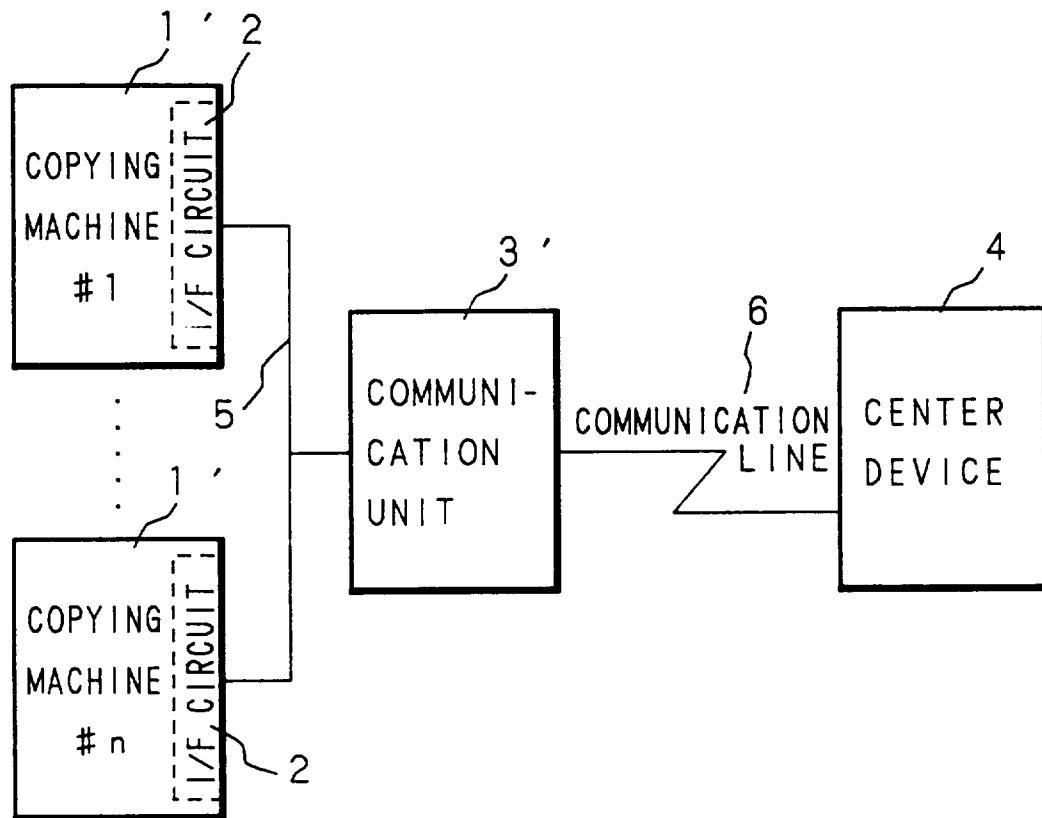 1'
2
COPYING
MACHINE
#1
I/F CIRCUIT
5
3'
COMMUNI-
CATION
UNIT
6
COMMUNICATION
LINE
4
CENTER
DEVICE
1'
COPYING
MACHINE
#n
I/F CIRCUIT
2